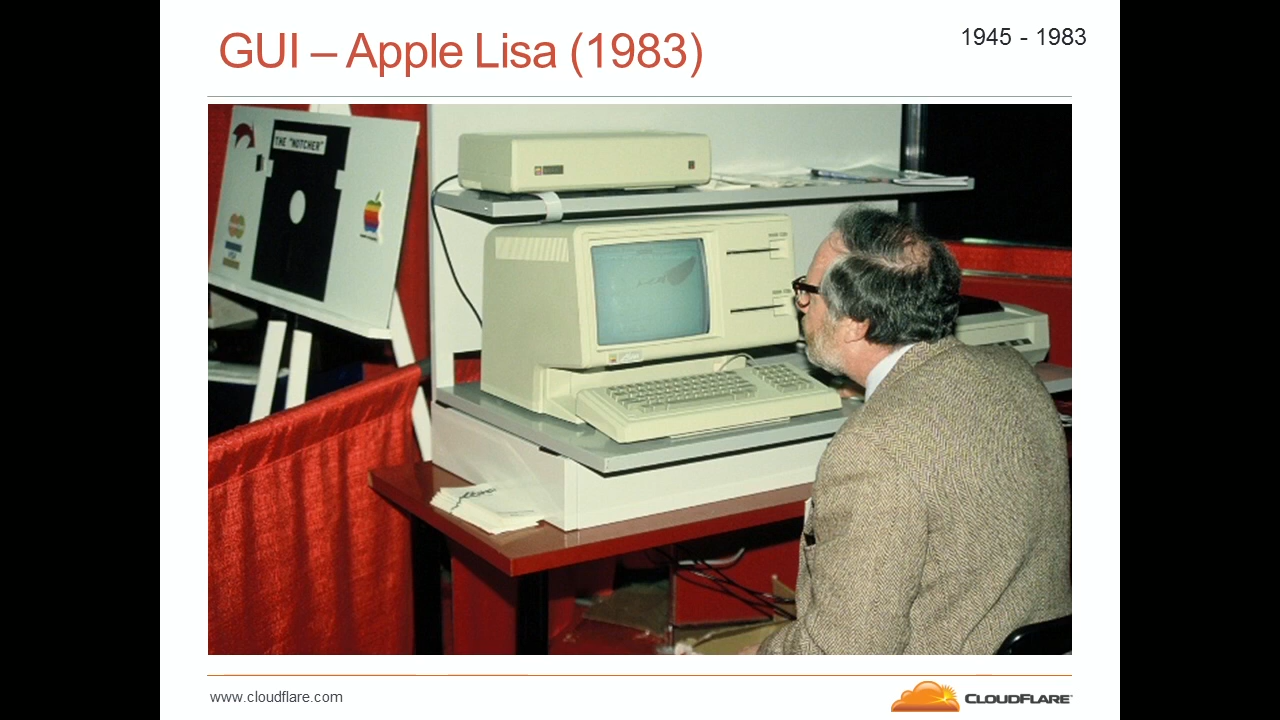 GUI – Apple Lisa (1983)
1945 - 1983
THE "NOTCHER"
www.cloudflare.com
CLOUDFLARE